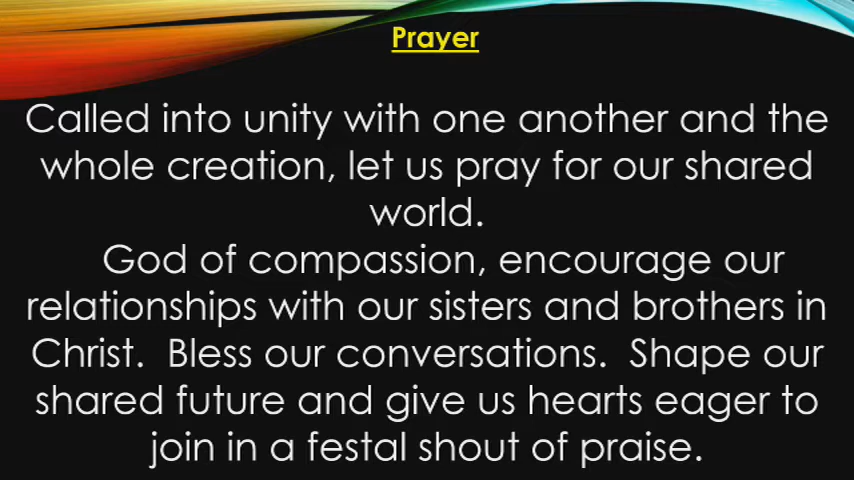 Prayer
Called into unity with one another and the
whole creation, let us pray for our shared
world.
God of compassion, encourage our
relationships with our sisters and brothers in
Christ.  Bless our conversations.  Shape our
shared future and give us hearts eager to
join in a festal shout of praise.